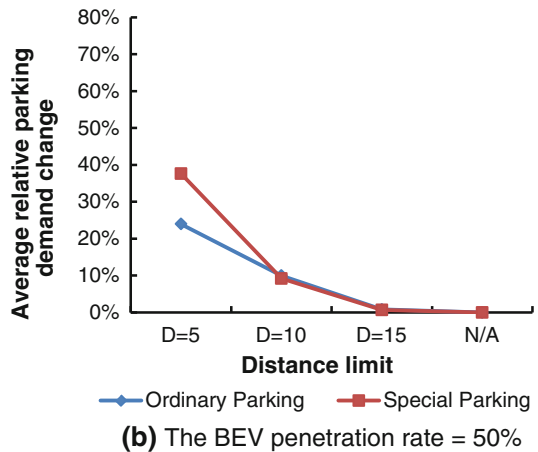 80%
70%
60%
50%
40%
30%
20%
10%
0%
Average relative parking
demand change
D=5 D=10 D=15 N/A
Distance limit
Ordinary Parking Special Parking
(b) The BEV penetration rate = 50%